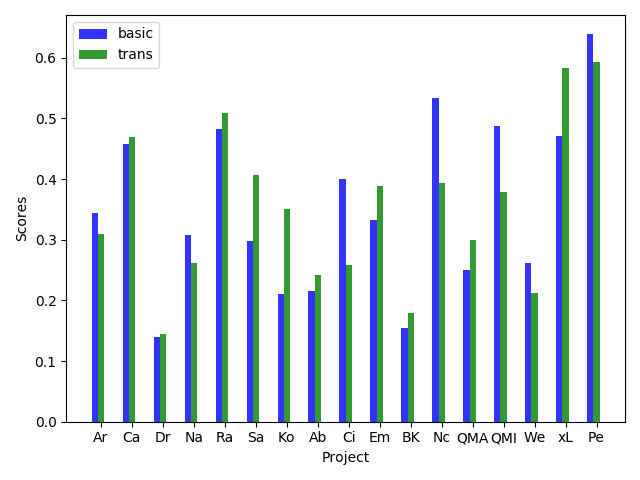 basic
trans
Scores
0.6
0.5
0.4
0.3
0.2
0.1
0.0
Ar Ca Dr Na Ra Sa Ko Ab Ci Em BK Nc QMA QMI We xL Pe
Project